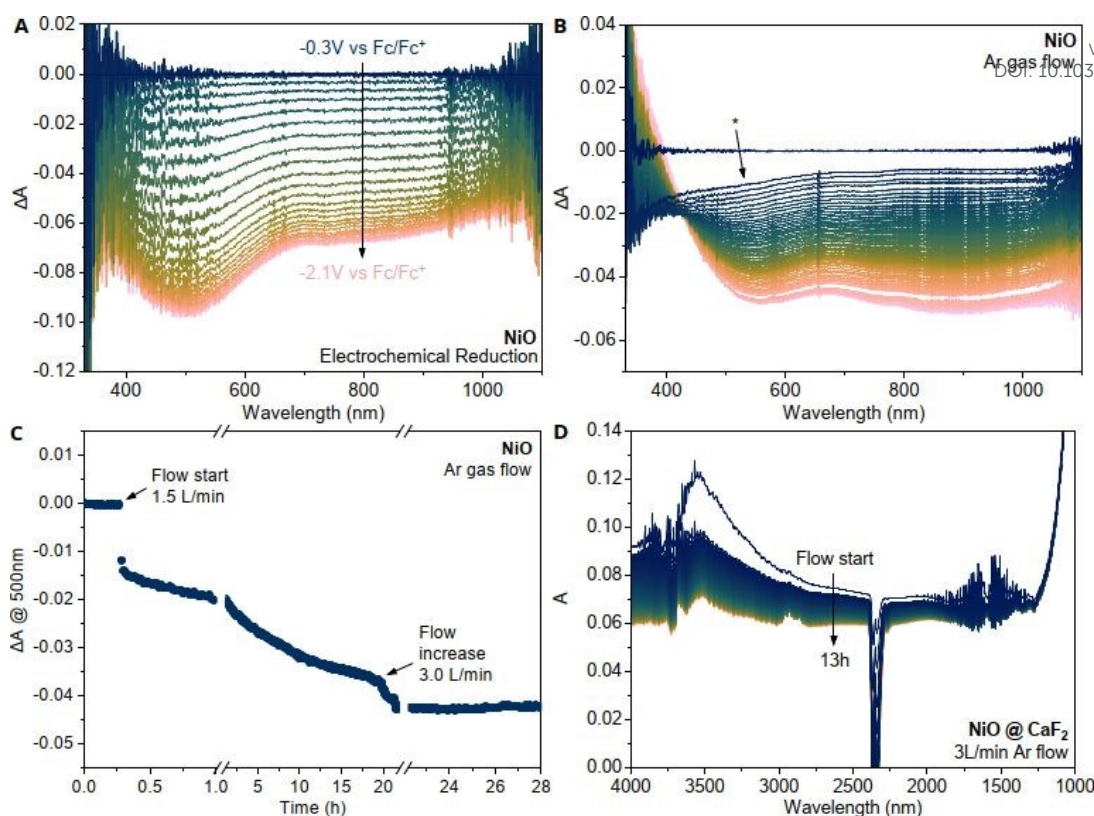 A
0.02
0.00
-0.02
-0.04
-0.06
-0.08
-0.10
-0.12
ΔA
-0.3V vs Fc/Fc⁺
-2.1V vs Fc/Fc⁺
NiO
Electrochemical Reduction
400 600 800 1000
Wavelength (nm)
B
0.04
0.02
0.00
-0.02
-0.04
-0.06
ΔA
NiO
Ar gas flow
DOI: 10.103
*
400 600 800 1000
Wavelength (nm)
C
0.01
0.00
-0.01
-0.02
-0.03
-0.04
-0.05
ΔA @ 500nm
NiO
Ar gas flow
Flow start
1.5 L/min
Flow
increase
3.0 L/min
0.0 0.5 1.0 5 10 15 20 22 24 26 28
Time (h)
D
0.14
0.12
0.10
0.08
0.06
0.04
0.02
0.00
A
Flow start
13h
NiO @ CaF₂
3L/min Ar flow
4000 3500 3000 2500 2000 1500 1000
Wavelength (nm)